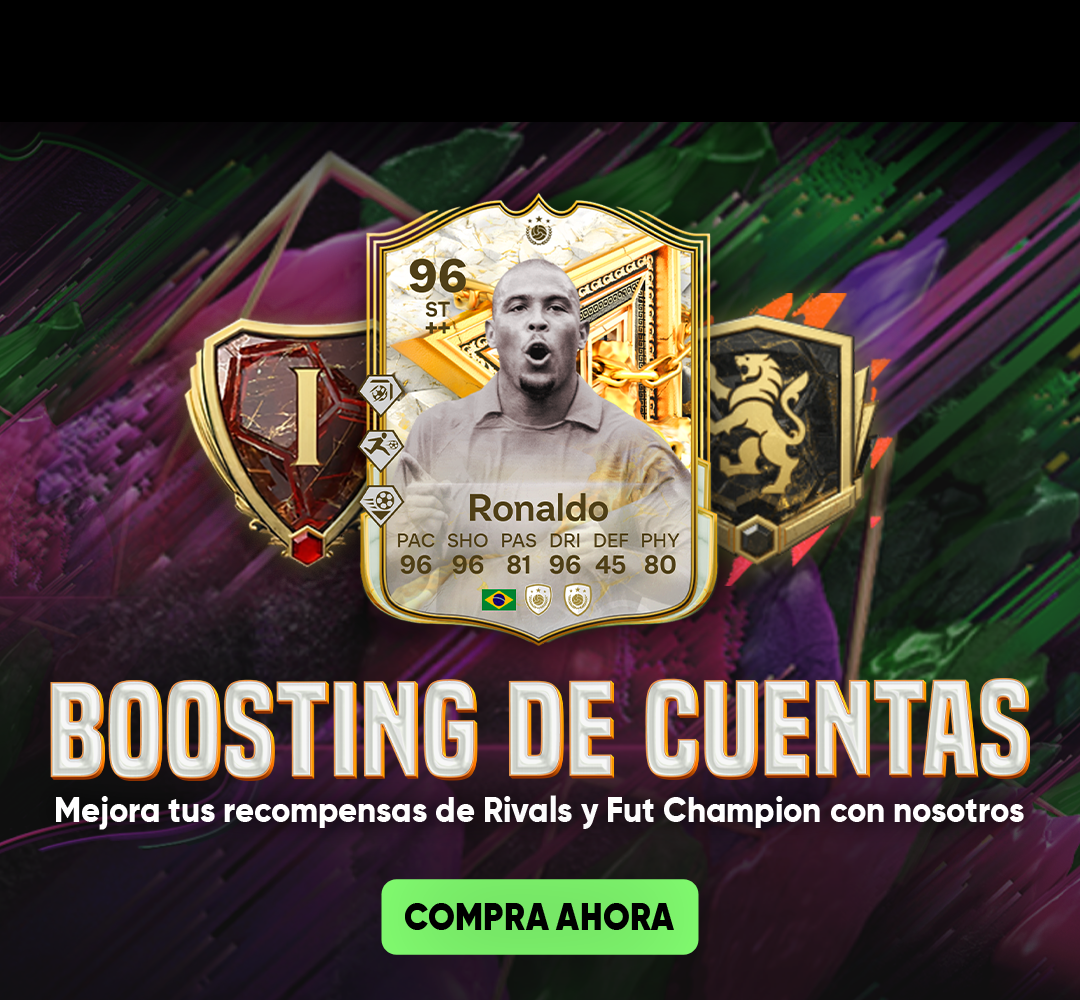 96
ST
++
I
Ronaldo
PAC SHO PAS DRI DEF PHY
96 96 81 96 45 80
BOOSTING DE CUENTAS
Mejora tus recompensas de Rivals y Fut Champion con nosotros
COMPRA AHORA